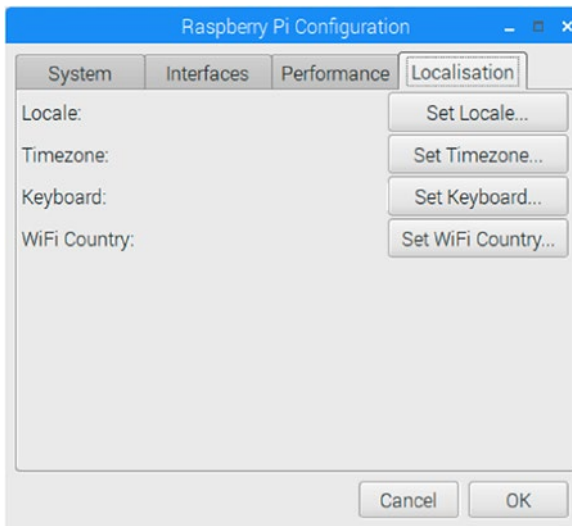 Raspberry Pi Configuration
System Interfaces Performance Localisation
Locale: Set Locale...
Timezone: Set Timezone...
Keyboard: Set Keyboard...
WiFi Country: Set WiFi Country...
Cancel OK